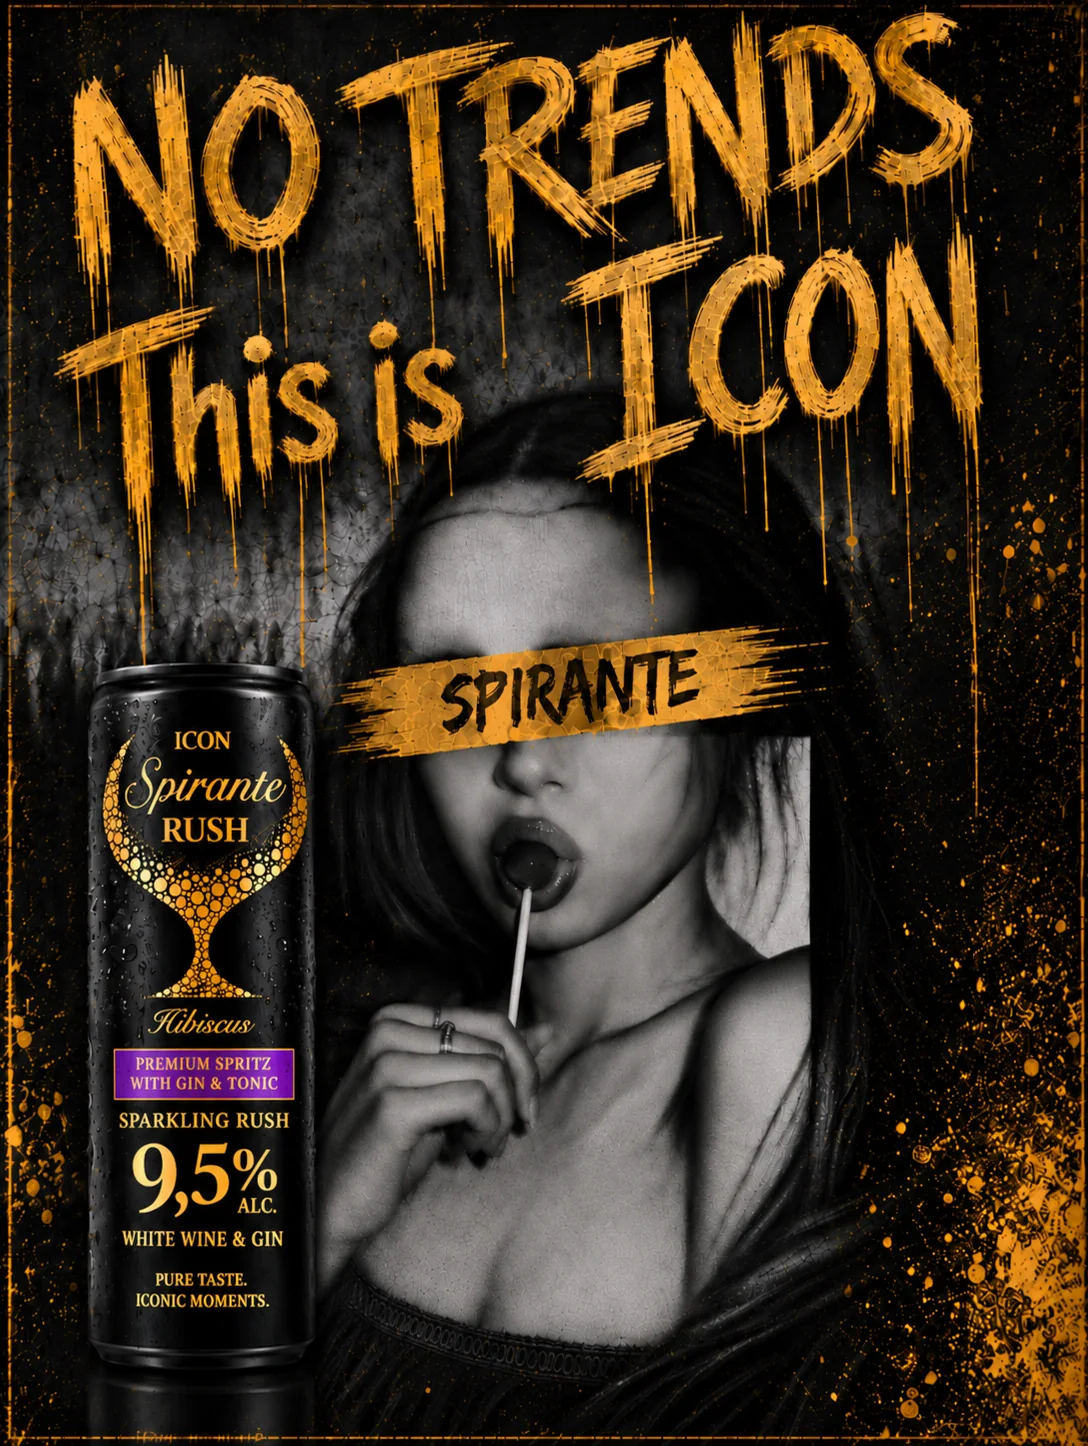 NO TRENDS
This is ICON
SPIRANTE
ICON
Spirante
RUSH
Hibiscus
PREMIUM SPRITZ
WITH GIN & TONIC
SPARKLING RUSH
9,5%
ALC.
WHITE WINE & GIN
PURE TASTE.
ICONIC MOMENTS.